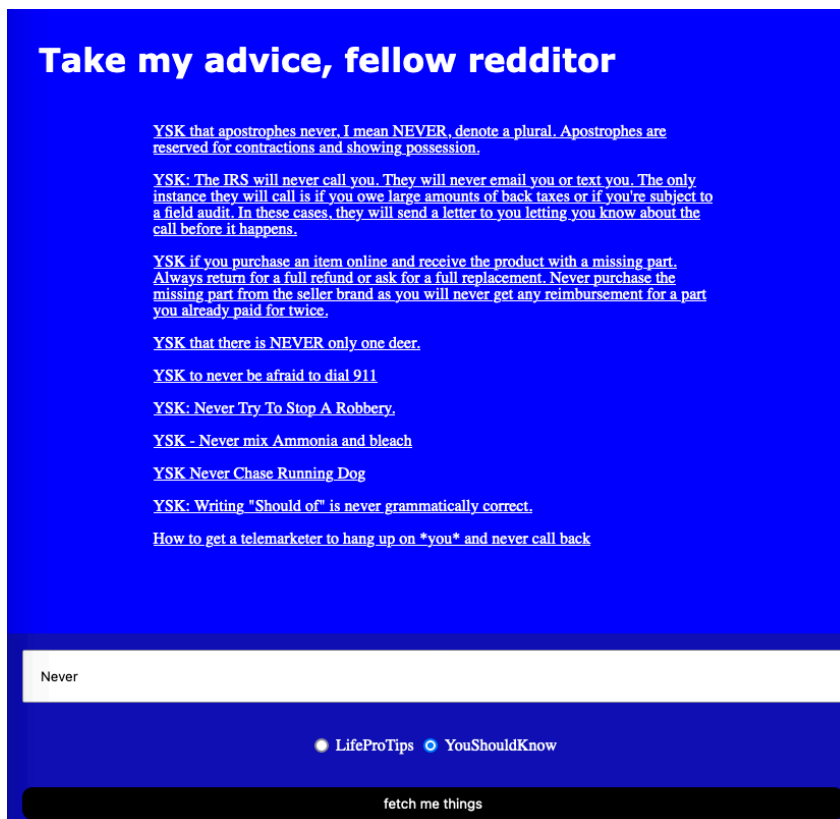 Take my advice, fellow redditor
YSK that apostrophes never, I mean NEVER, denote a plural. Apostrophes are
reserved for contractions and showing possession.
YSK: The IRS will never call you. They will never email you or text you. The only
instance they will call is if you owe large amounts of back taxes or if you're subject to
a field audit. In these cases, they will send a letter to you letting you know about the
call before it happens.
YSK if you purchase an item online and receive the product with a missing part.
Always return for a full refund or ask for a full replacement. Never purchase the
missing part from the seller brand as you will never get any reimbursement for a part
you already paid for twice.
YSK that there is NEVER only one deer.
YSK to never be afraid to dial 911
YSK: Never Try To Stop A Robbery.
YSK - Never mix Ammonia and bleach
YSK Never Chase Running Dog
YSK: Writing "Should of" is never grammatically correct.
How to get a telemarketer to hang up on *you* and never call back
Never
LifeProTips YouShouldKnow
fetch me things